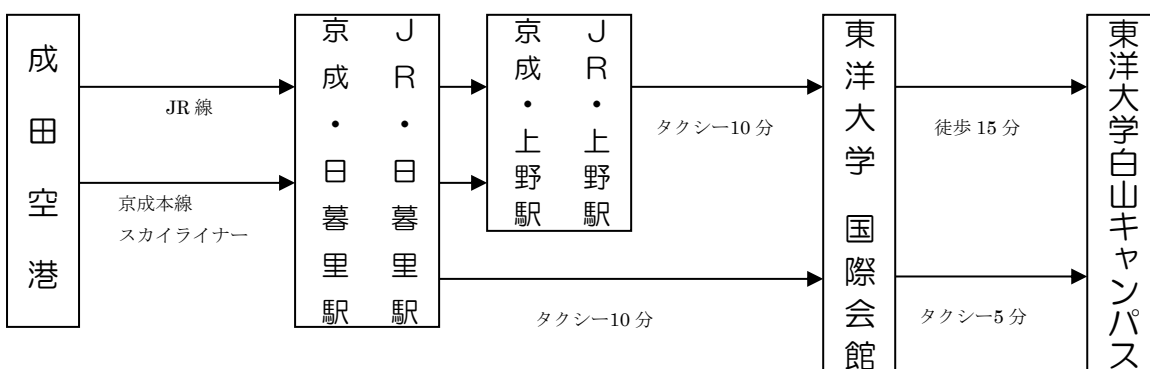 成田空港
JR線
京成本線
スカイライナー
JR・日暮里駅
京成・日暮里駅
JR・上野駅
京成・上野駅
タクシー10分
タクシー10分
東洋大学 国際会館
徒歩15分
タクシー5分
東洋大学白山キャンパス